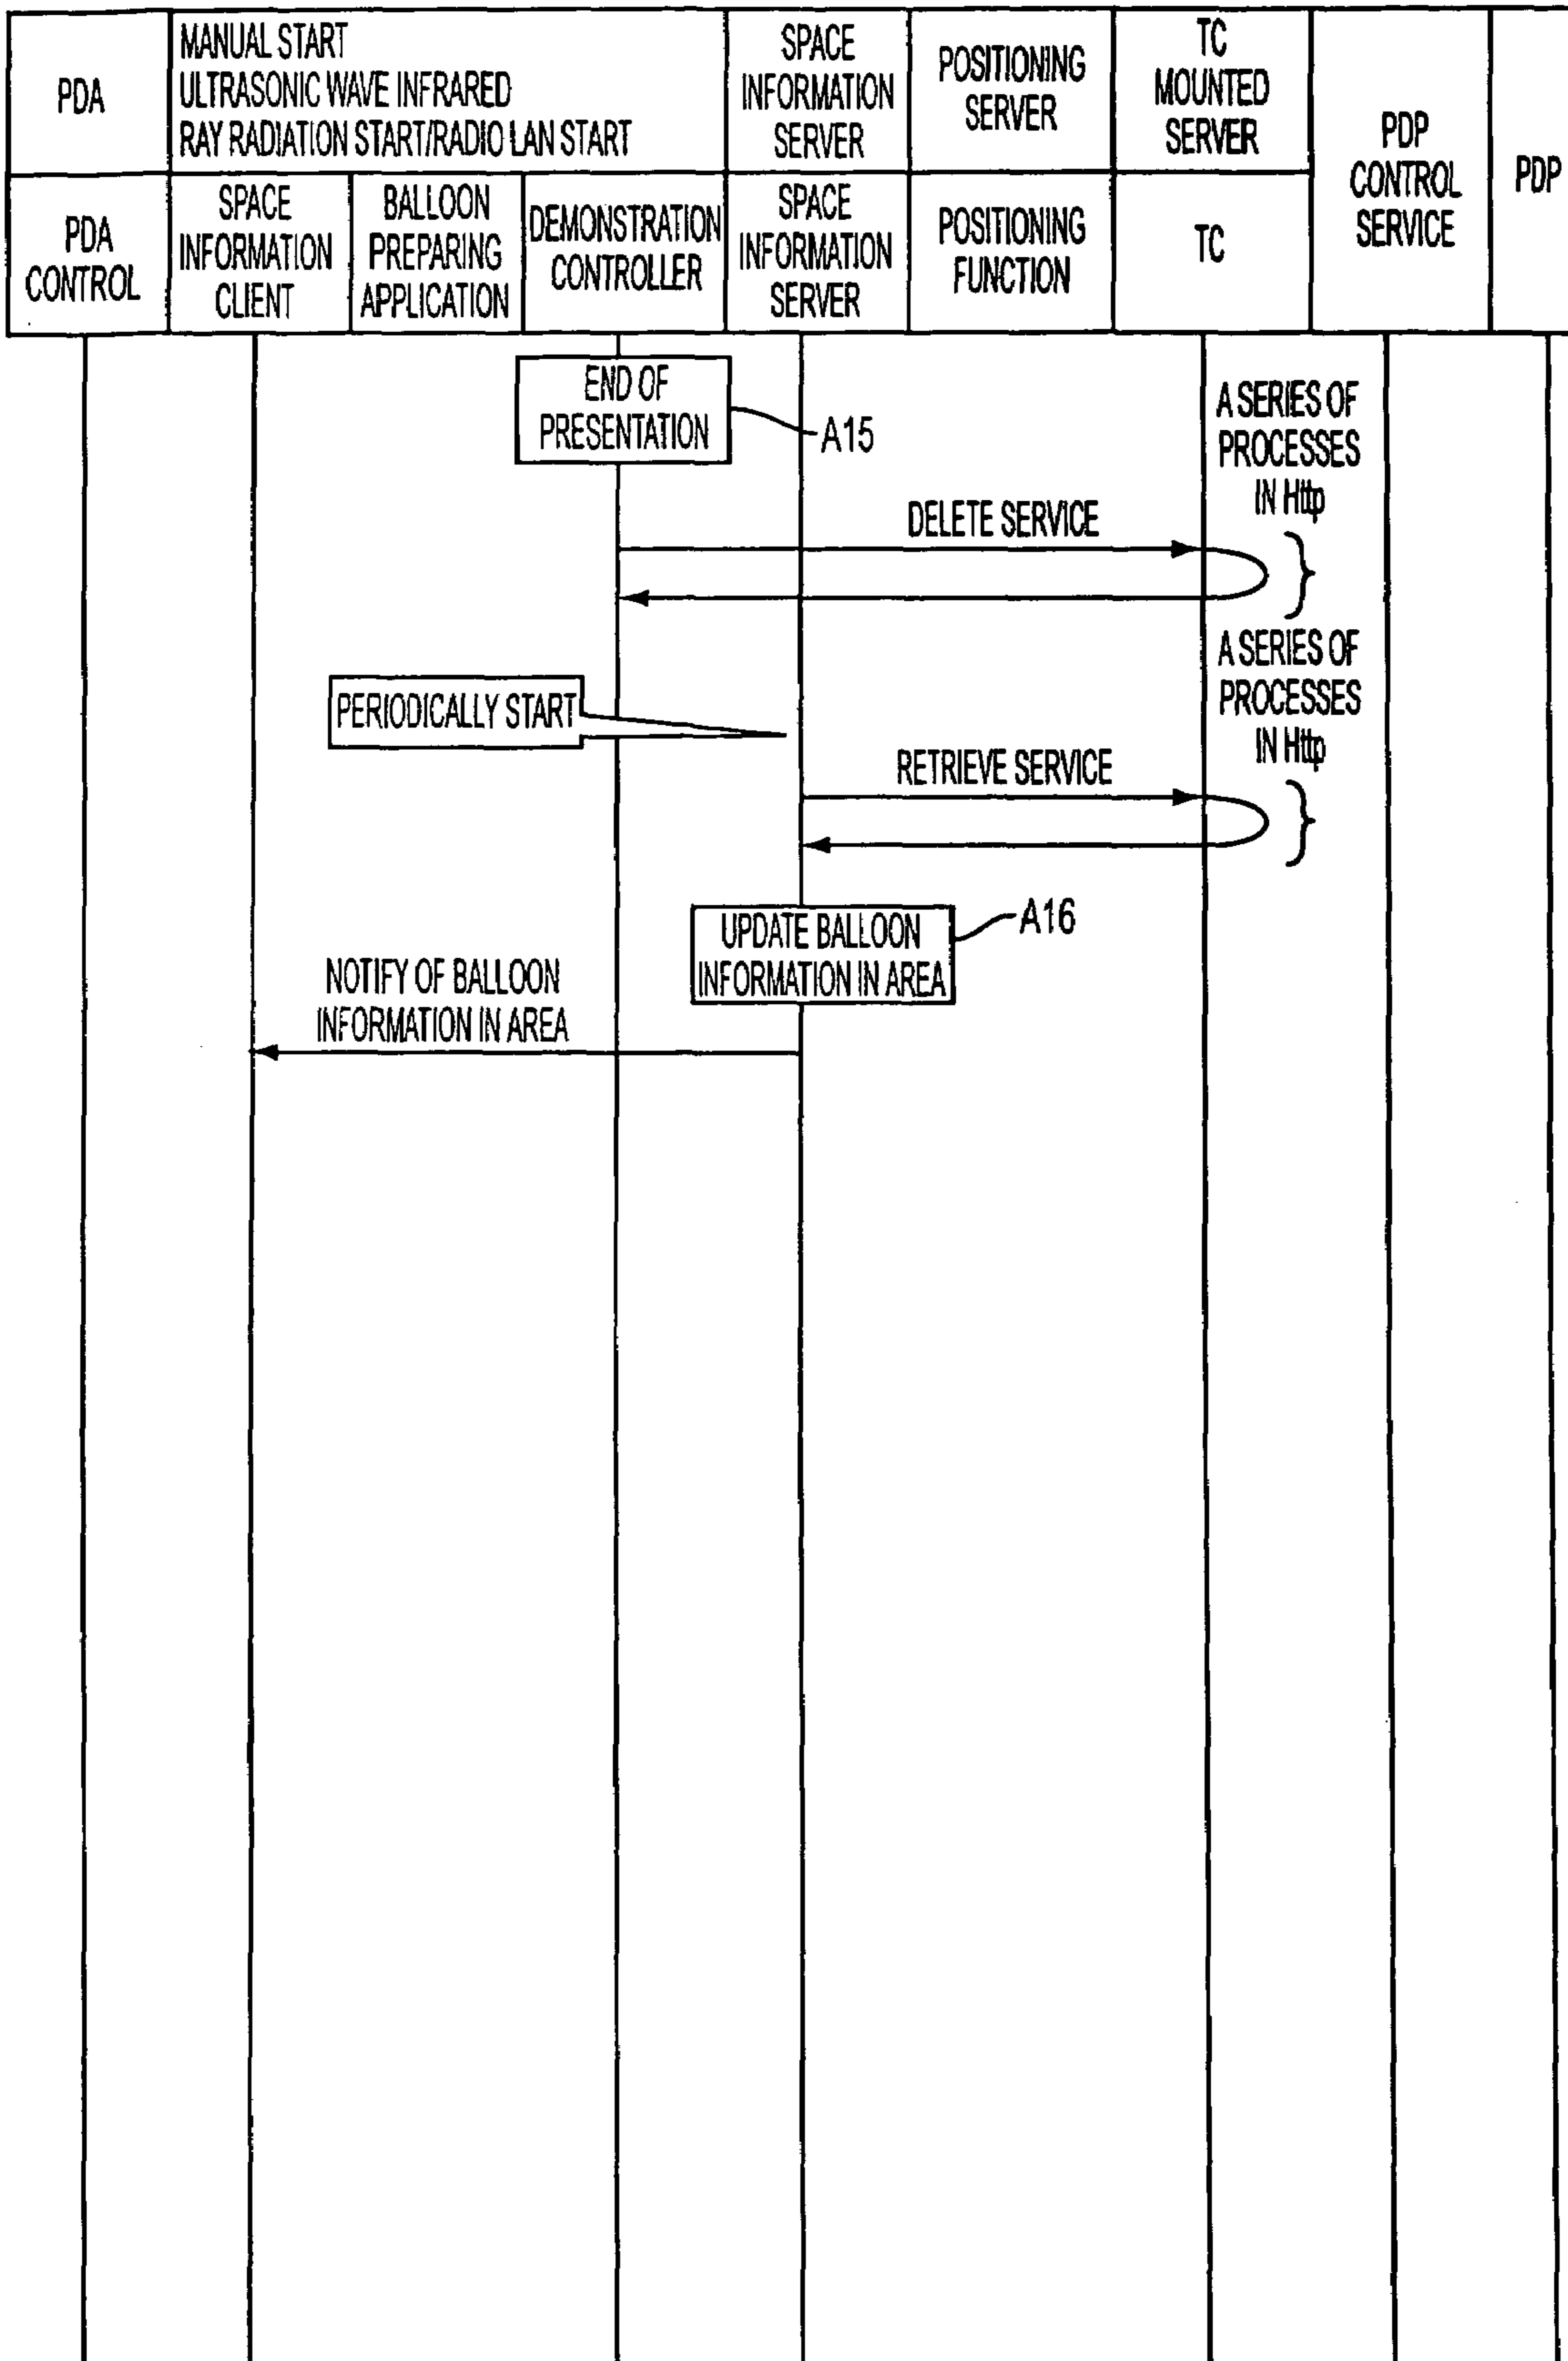 PDA
MANUAL START
ULTRASONIC WAVE INFRARED
RAY RADIATION START/RADIO LAN START
SPACE
INFORMATION
SERVER
POSITIONING
SERVER
TC
MOUNTED
SERVER
PDP
CONTROL
SERVICE
PDP
PDA
CONTROL
SPACE
INFORMATION
CLIENT
BALLOON
PREPARING
APPLICATION
DEMONSTRATION
CONTROLLER
SPACE
INFORMATION
SERVER
POSITIONING
FUNCTION
TC
END OF
PRESENTATION
A15
A SERIES OF
PROCESSES
IN Http
DELETE SERVICE
A SERIES OF
PROCESSES
IN Http
PERIODICALLY START
RETRIEVE SERVICE
UPDATE BALLOON
INFORMATION IN AREA
A16
NOTIFY OF BALLOON
INFORMATION IN AREA